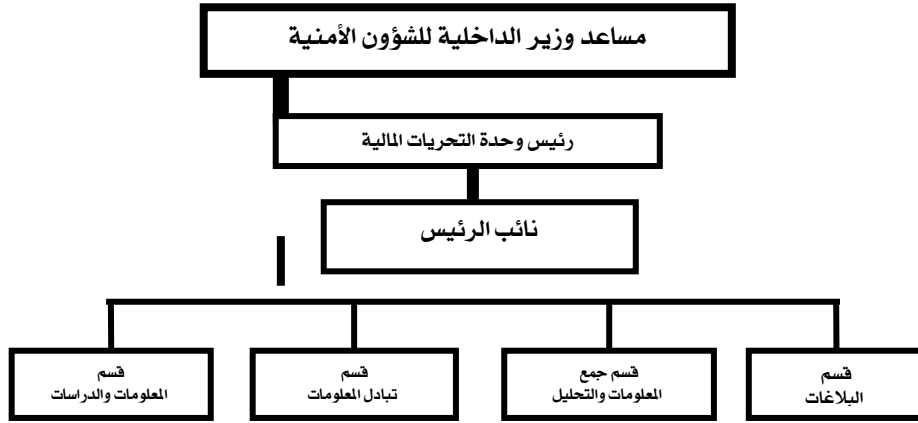 مساعد وزير الداخلية للشؤون الأمنية
رئيس وحدة التحريات المالية
نائب الرئيس
قسم
البلاغات
قسم جمع
المعلومات والتحليل
قسم
تبادل المعلومات
قسم
المعلومات والدراسات